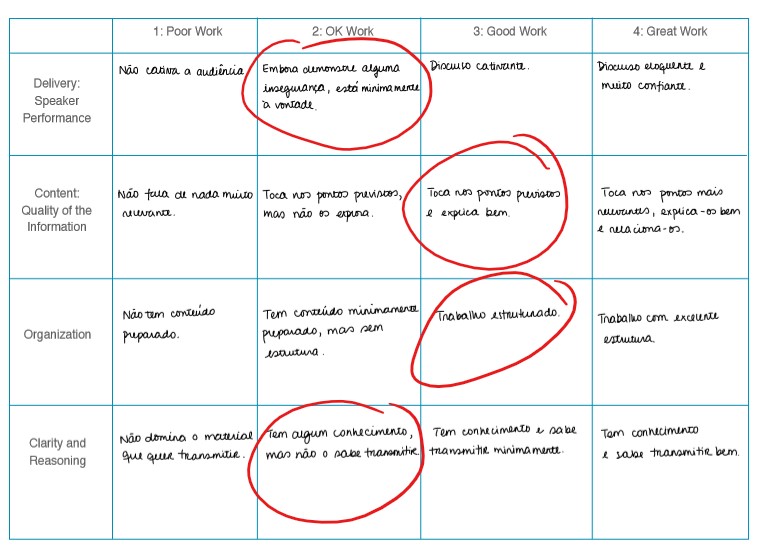 1: Poor Work
2: OK Work
3: Good Work
4: Great Work
Delivery:
Speaker
Performance
Não cativa a audiência.
Embora demonstre alguma
insegurança, está minimamente
à vontade.
Discurso cativante.
Discurso eloquente e
muito confiante.
Content:
Quality of the
Information
Não fala de nada muito
relevante.
Toca nos pontos previstos,
mas não os explora.
Toca nos pontos previstos
e explica bem.
Toca nos pontos mais
relevantes, explica-os bem
e relaciona-os.
Organization
Não tem conteúdo
preparado.
Tem conteúdo minimamente
preparado, mas sem
estrutura.
Trabalho estruturado.
Trabalho com excelente
estrutura.
Clarity and
Reasoning
Não domina o material
que quer transmitir.
Tem algum conhecimento,
mas não o sabe transmitir
Tem conhecimento e sabe
transmitir minimamente.
Tem conhecimento
e sabe transmitir bem.